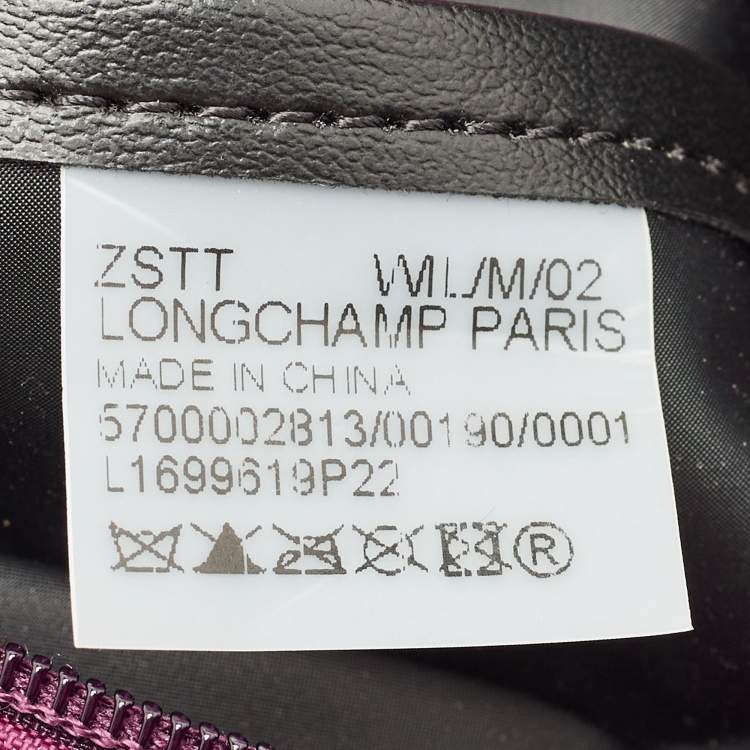 ZSTT WL/M/02
LONGCHAMP PARIS
MADE IN CHINA
5700002813/00190/0001
L1699619P22
®